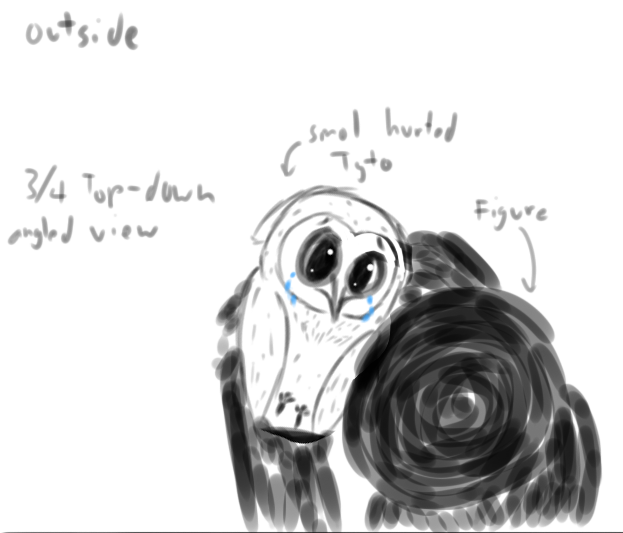 outside
smol hurted
Tyto
3/4 Top-down
angled view
Figure